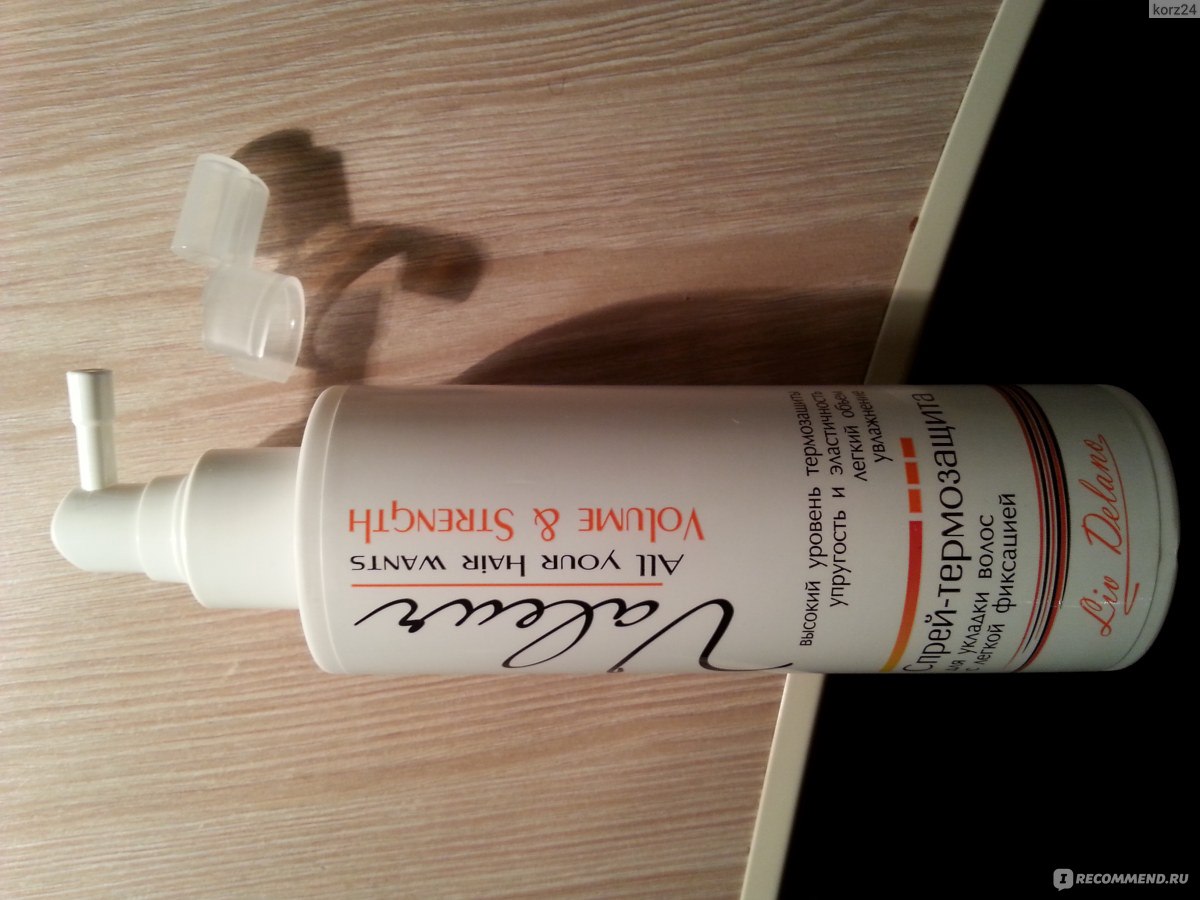 korz24
Valeur
ALL YOUR HAIR WANTS
VOLUME & STRENGTH
высокий уровень термозащиты
упругость и эластичность
легкий объем
увлажнение
Спрей-термозащита
для укладки волос
с легкой фиксацией
Liv Delano
IRECOMMEND.RU